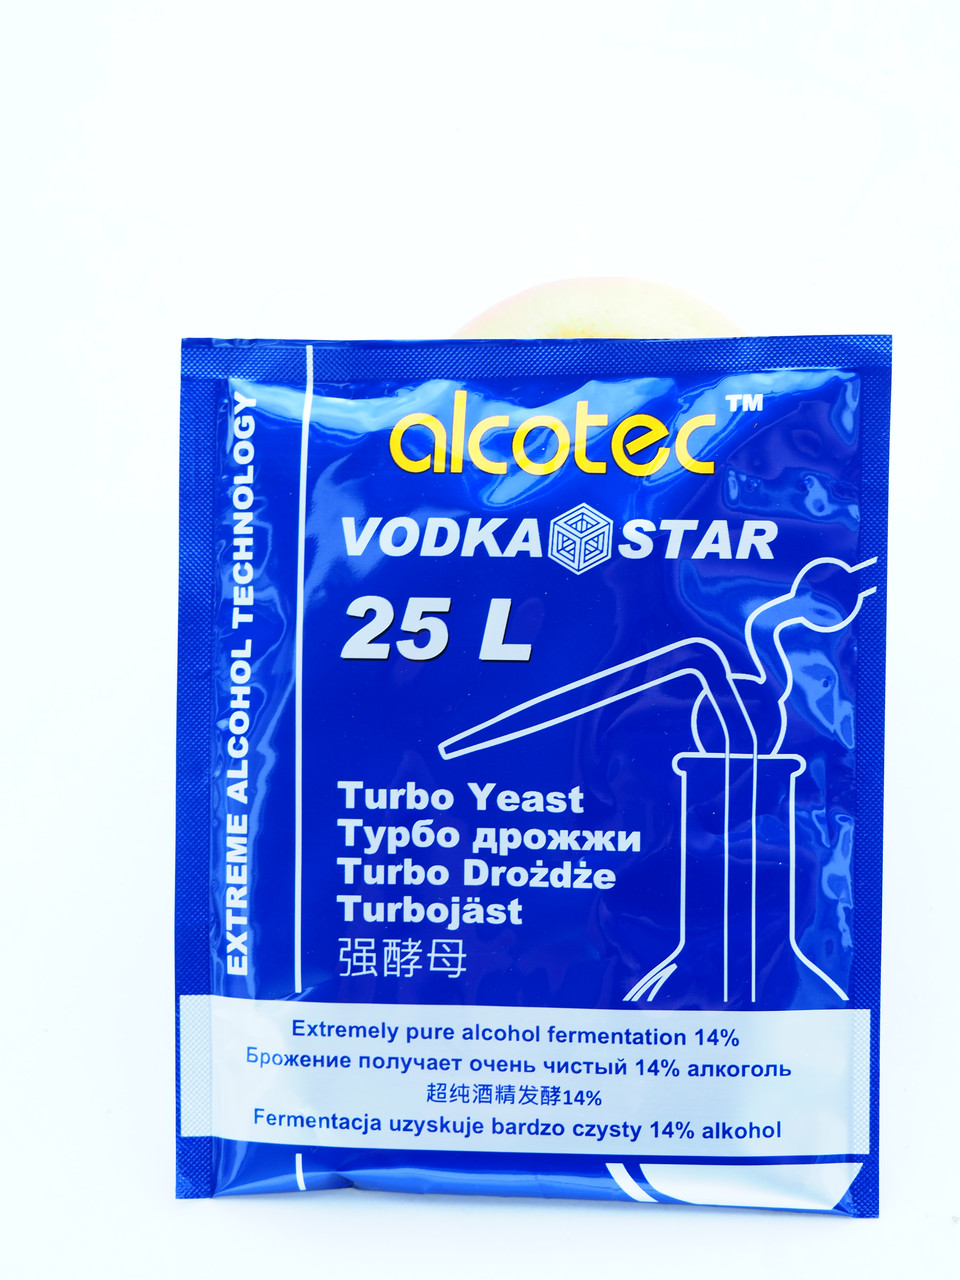 EXTREME ALCOHOL TECHNOLOGY
alcotec™
VODKA STAR
25 L
Turbo Yeast
Турбо дрожжи
Turbo Drożdże
Turbojäst
强酵母
Extremely pure alcohol fermentation 14%
Брожение получает очень чистый 14% алкоголь
超纯酒精发酵14%
Fermentacja uzyskuje bardzo czysty 14% alkohol